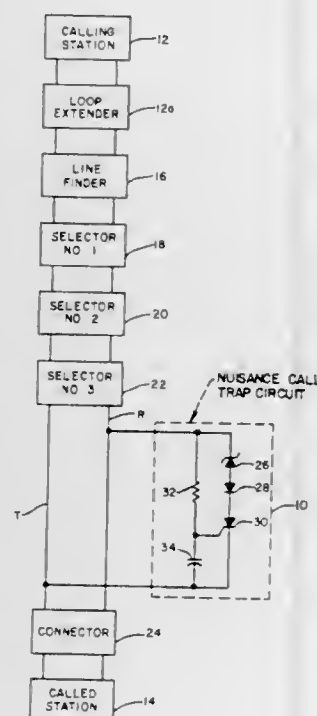 CALLING
STATION
12
LOOP
EXTENDER
12a
LINE
FINDER
16
SELECTOR
NO 1
18
SELECTOR
NO 2
20
SELECTOR
NO 3
22
R
NUISANCE CALL
TRAP CIRCUIT
26
32
28
30
10
T
34
CONNECTOR
24
CALLED
STATION
14